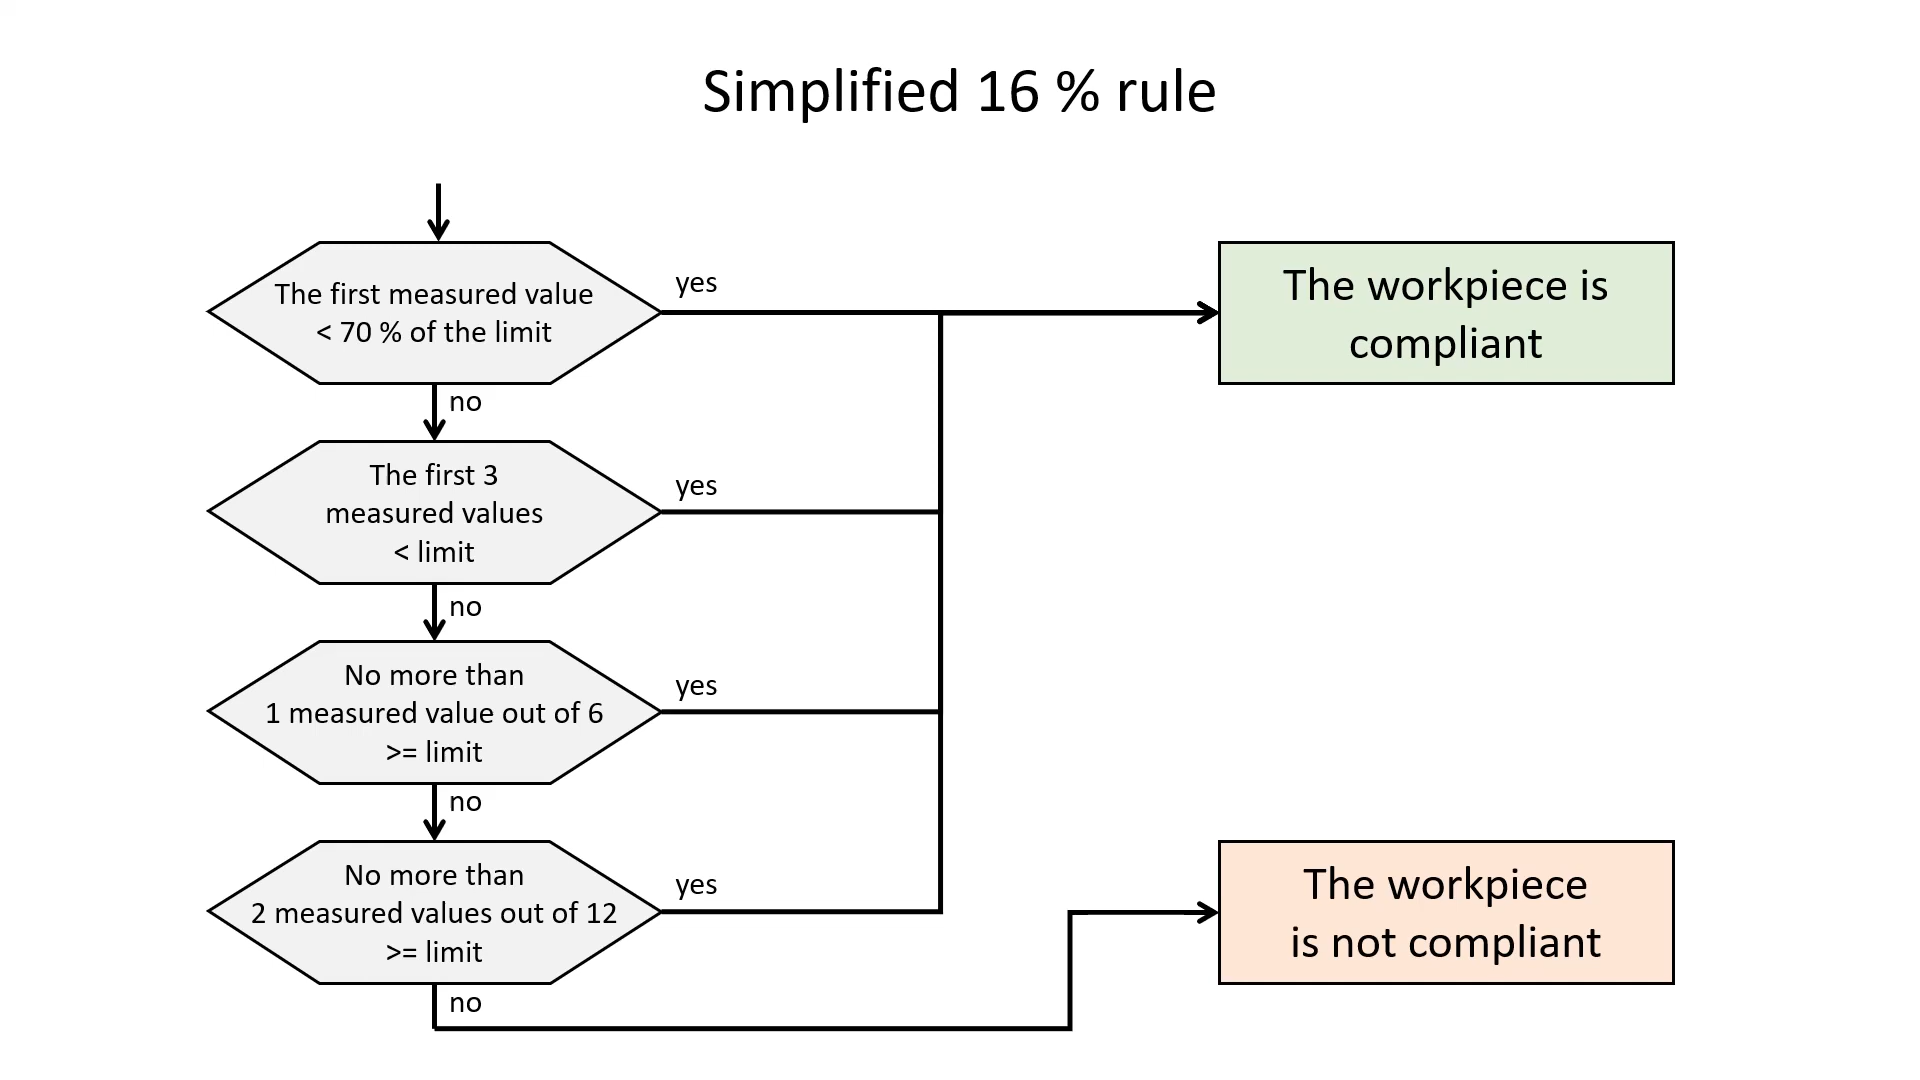 Simplified 16 % rule
The first measured value
< 70 % of the limit
yes
The workpiece is
compliant
no
The first 3
measured values
< limit
yes
no
No more than
1 measured value out of 6
>= limit
yes
no
No more than
2 measured values out of 12
>= limit
yes
The workpiece
is not compliant
no